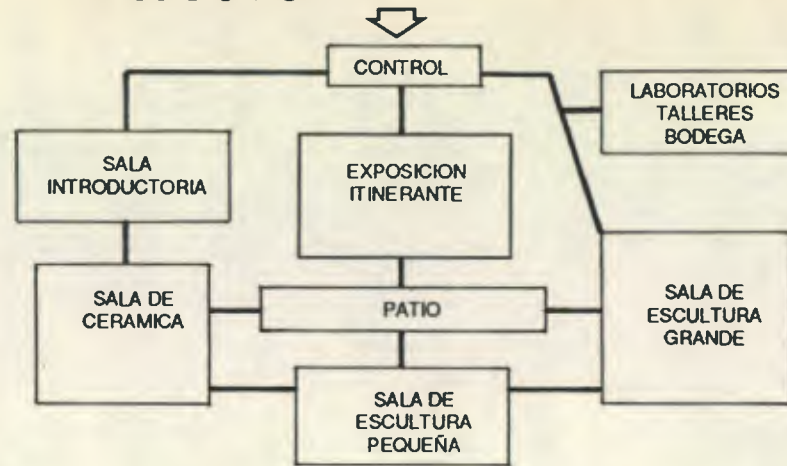 CONTROL
LABORATORIOS
TALLERES
BODEGA
SALA
INTRODUCTORIA
EXPOSICION
ITINERANTE
SALA DE
CERAMICA
PATIO
SALA DE
ESCULTURA
GRANDE
SALA DE
ESCULTURA
PEQUEÑA